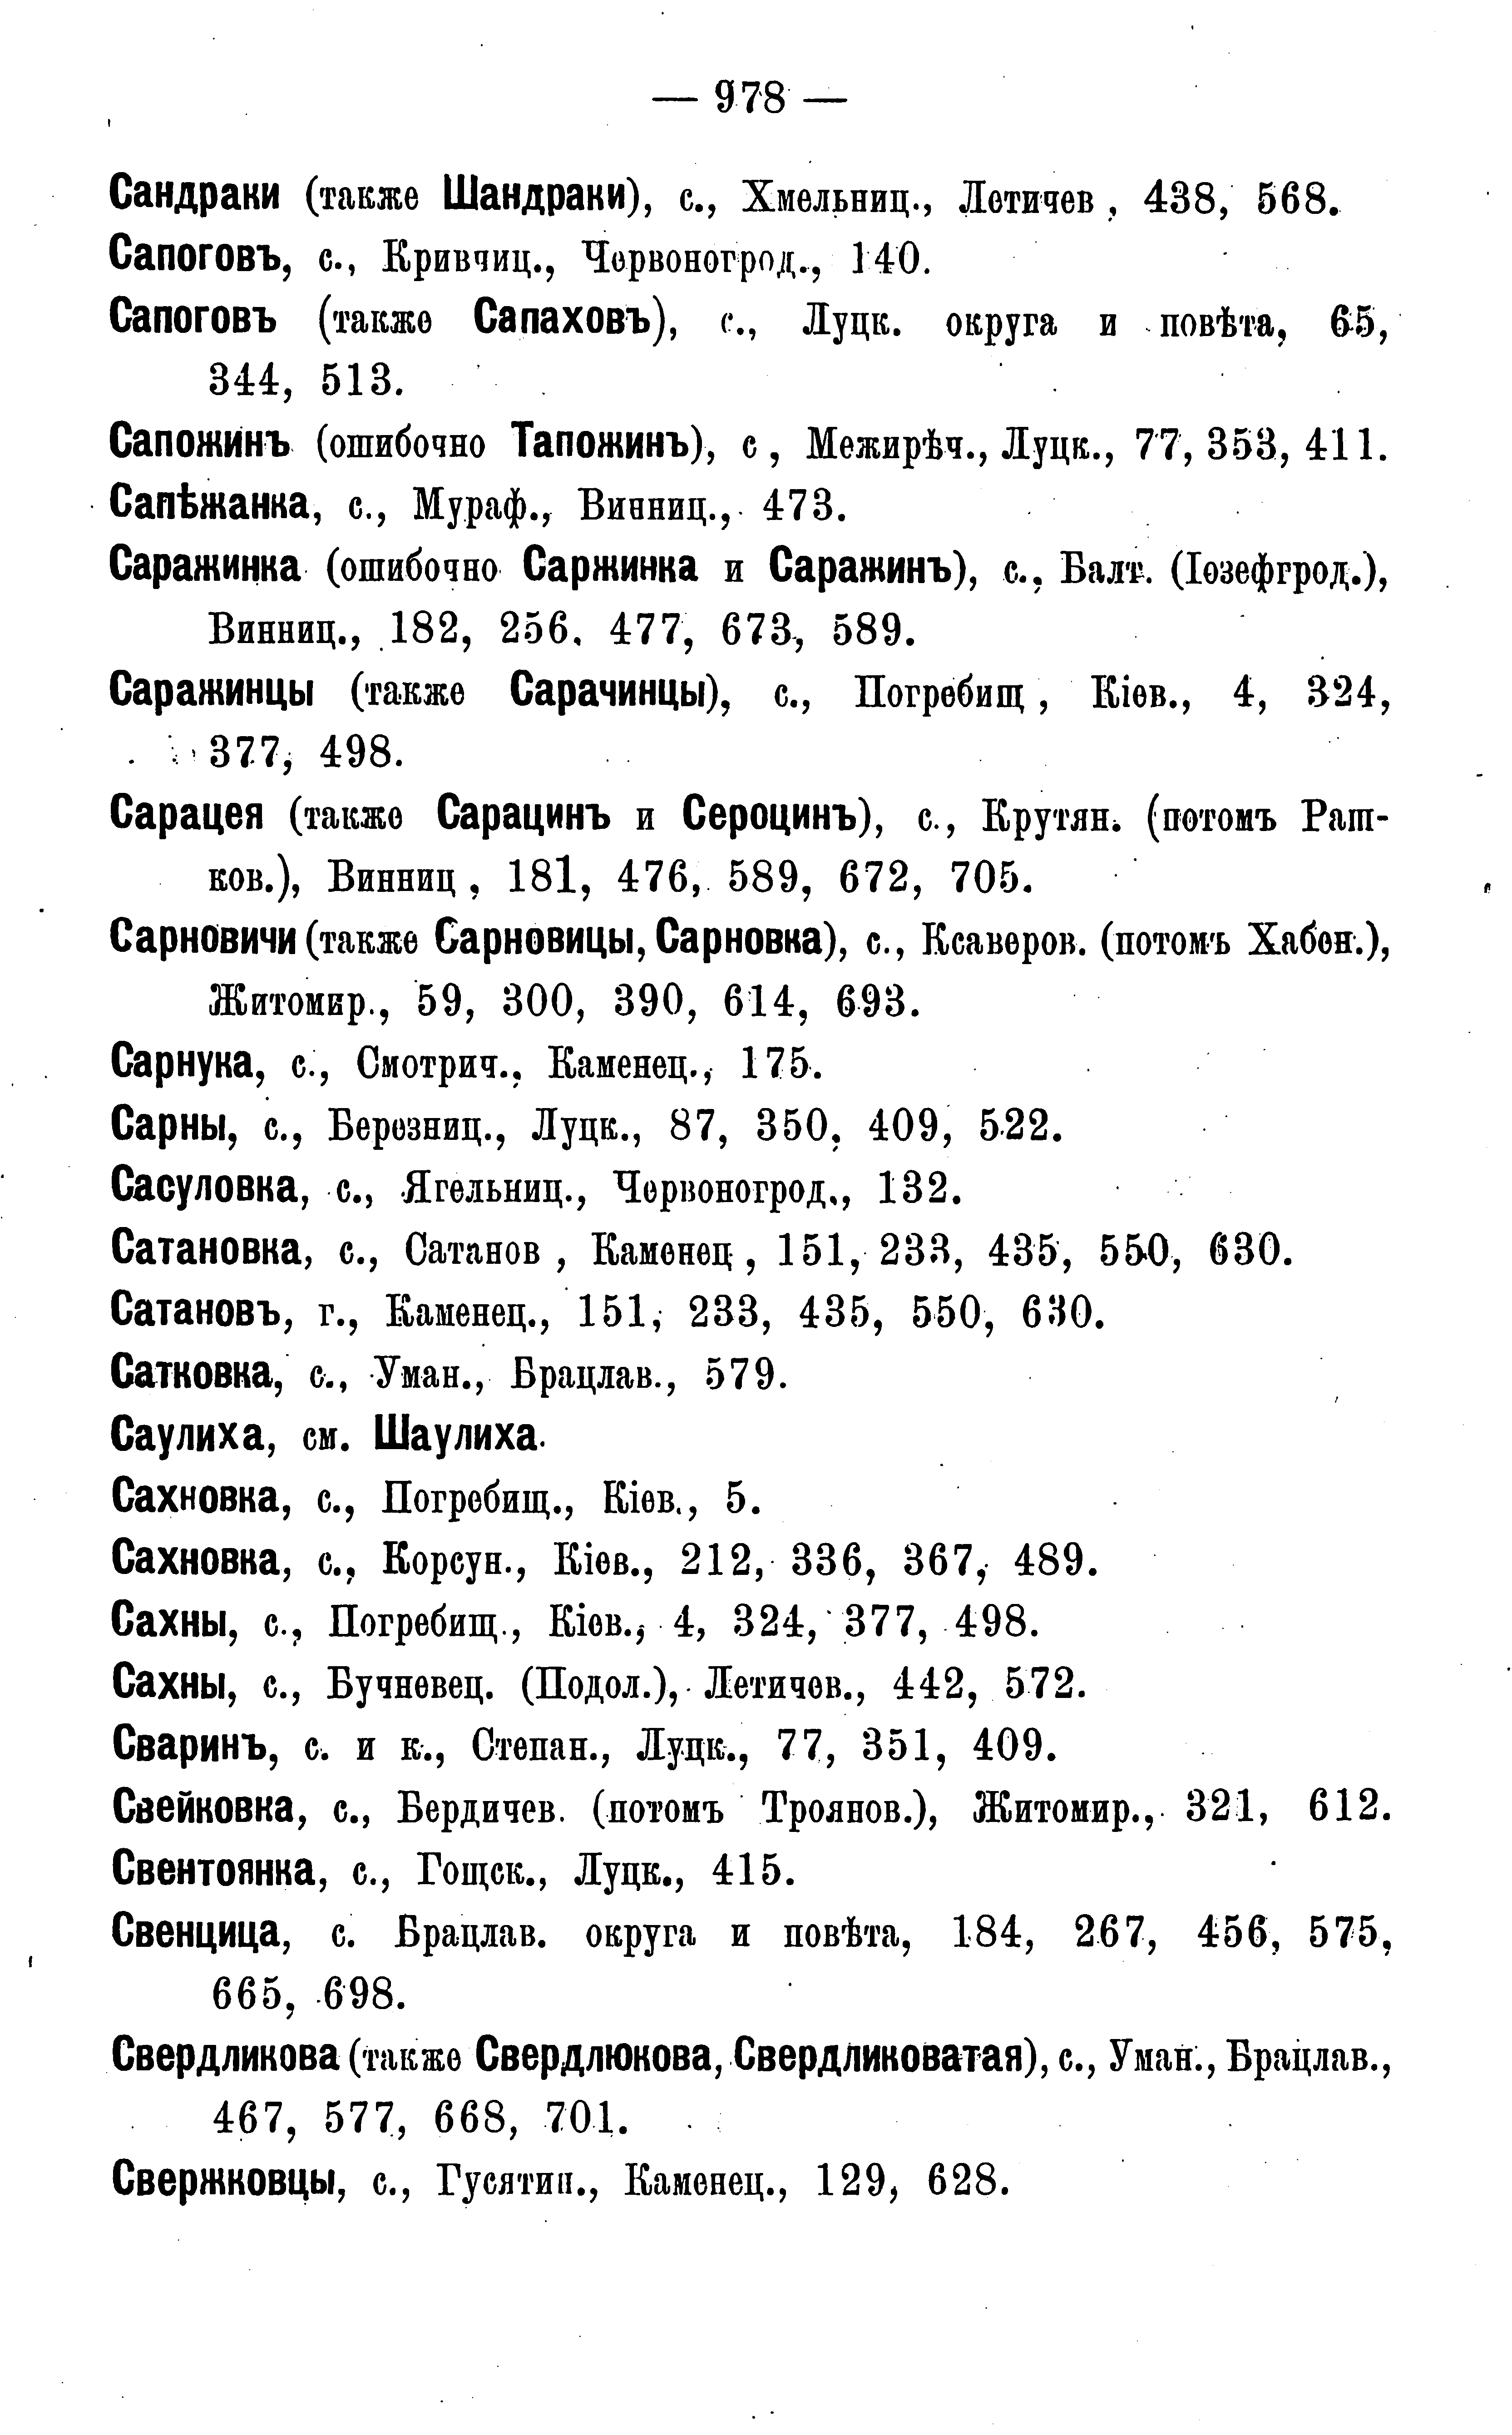 — 978 —
Сандраки (также Шандраки), с., Хмельниц., Летичев, 438, 568.
Сапоговъ, с., Кривчиц., Червоногрод., 140.
Сапоговъ (также Сапаховъ), с., Луцк. округа и повѣта, 65,
344, 513.
Сапожинъ (ошибочно Тапожинъ), с, Межирѣч., Луцк., 77, 353, 411.
Сапѣжанка, с., Мураф., Винниц., 473.
Саражинка (ошибочно Саржинка и Саражинъ), с., Балт. (Іозефгрод.),
Винниц., 182, 256. 477, 673, 589.
Саражинцы (также Сарачинцы), с., Погребищ, Кіев., 4, 324,
377, 498.
Сарацея (также Сарацинъ и Сероцинъ), с., Крутян. (потомъ Раш-
ков.), Винниц, 181, 476, 589, 672, 705.
Сарновичи (также Сарновицы, Сарновка), с., Ксаверов. (потомъ Хабен.),
Житомир., 59, 300, 390, 614, 693.
Сарнука, с., Смотрич., Каменец., 175.
Сарны, с., Березниц., Луцк., 87, 350, 409, 522.
Сасуловка, с., Ягельниц., Червоногрод., 132.
Сатановка, с., Сатанов, Каменец, 151, 233, 435, 550, 630.
Сатановъ, г., Каменец., 151, 233, 435, 550, 630.
Сатковка, с., Уман., Брацлав., 579.
Саулиха, см. Шаулиха.
Сахновка, с., Погребищ., Кіев., 5.
Сахновка, с., Корсун., Кіев., 212, 336, 367, 489.
Сахны, с., Погребищ., Кіев., 4, 324, 377, 498.
Сахны, с., Бучневец. (Подол.), Летичев., 442, 572.
Сваринъ, с. и к., Степан., Луцк., 77, 351, 409.
Свейковка, с., Бердичев. (потомъ Троянов.), Житомир., 321, 612.
Свентоянка, с., Гощск., Луцк., 415.
Свенцица, с. Брацлав. округа и повѣта, 184, 267, 456, 575,
665, 698.
Свердликова (также Свердлюкова, Свердликоватая), с., Уман., Брацлав.,
467, 577, 668, 701.
Свержковцы, с., Гусятин., Каменец., 129, 628.